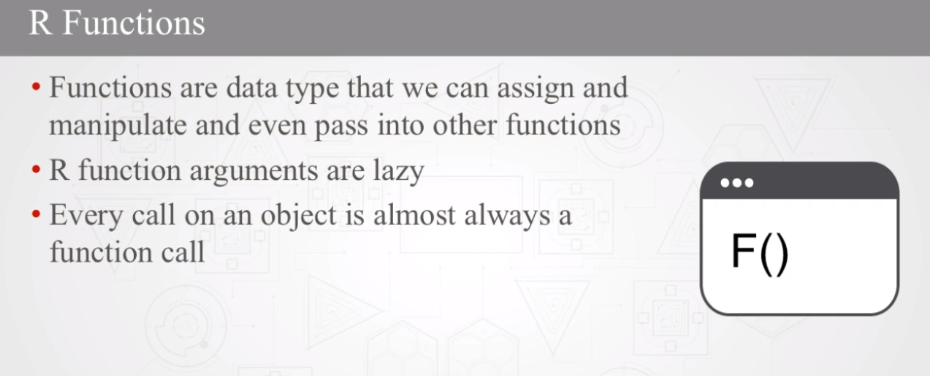 R Functions
• Functions are data type that we can assign and
manipulate and even pass into other functions
• R function arguments are lazy
• Every call on an object is almost always a
function call
F()